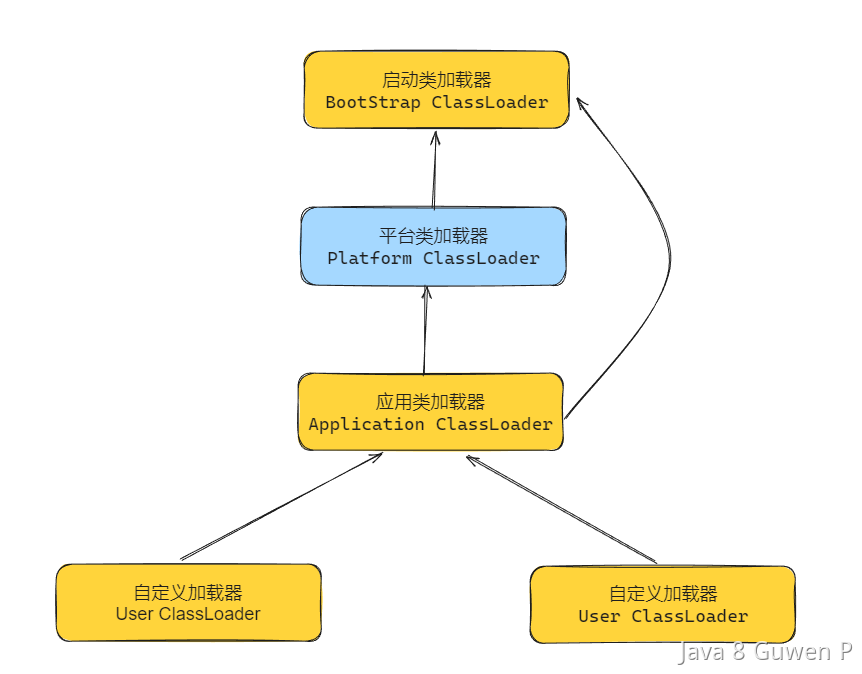 启动类加载器
BootStrap ClassLoader
平台类加载器
Platform ClassLoader
应用类加载器
Application ClassLoader
自定义加载器
User ClassLoader
自定义加载器
User ClassLoader
Java 8 Guwen P